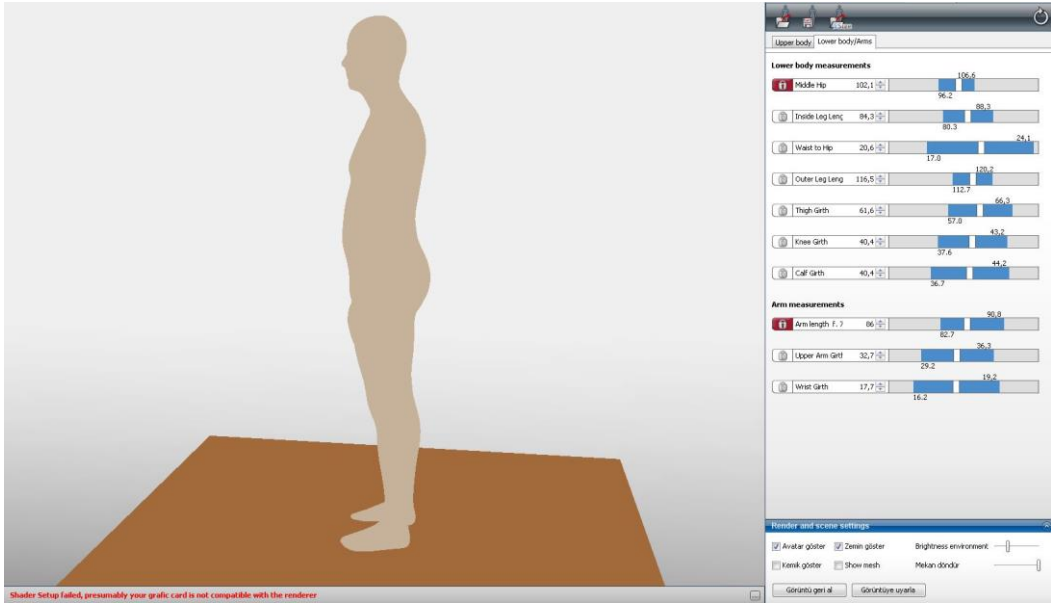 Upper body Lower body/Arms
Lower body measurements
106,6
Middle Hip 102,1
96.2
88,3
Inside Leg Leng 84,3
80.3
24,1
Waist to Hip 20,6
17.0
120,2
Outer Leg Leng 116,5
112.7
66,3
Thigh Girth 61,6
57.0
43,2
Knee Girth 40,4
37.6
44,2
Calf Girth 40,4
36.7
Arm measurements
90,8
Arm length f. 7 86
82.7
36,3
Upper Arm Girt 32,7
29.2
19,2
Wrist Girth 17,7
16.2
Render and scene settings
Avatar göster Zemin göster Brightness environment
Kemik göster Show mesh Mekan döndür
Görüntü geri al Görüntüye uyarla
Shader Setup failed, presumably your grafic card is not compatible with the renderer